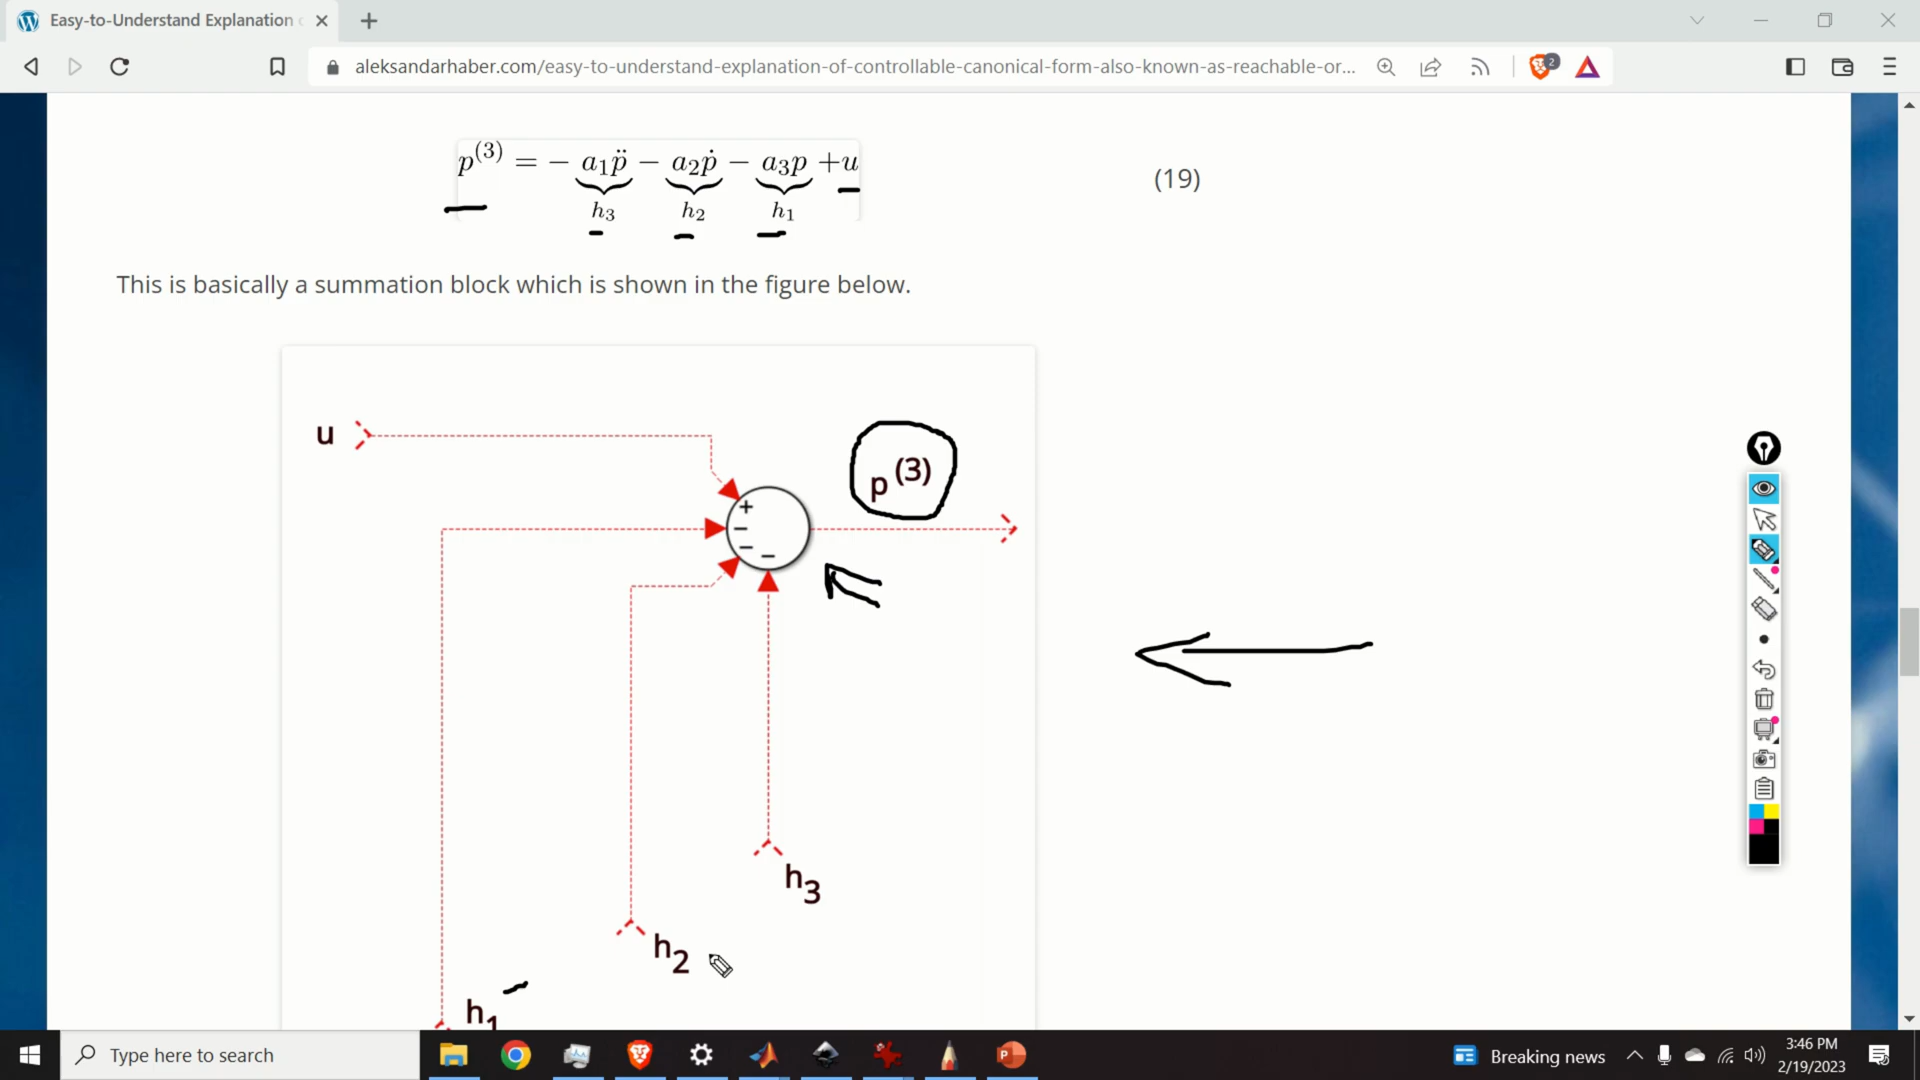 Easy-to-Understand Explanation
aleksandarhaber.com/easy-to-understand-explanation-of-controllable-canonical-form-also-known-as-reachable-or...
2
p^(3) = − a₁p̈ − a₂ṗ − a₃p +u
h₃ h₂ h₁
(19)
This is basically a summation block which is shown in the figure below.
u
p (3)
+
−
− −
h3
h2
h1
Type here to search
Breaking news
3:46 PM
2/19/2023